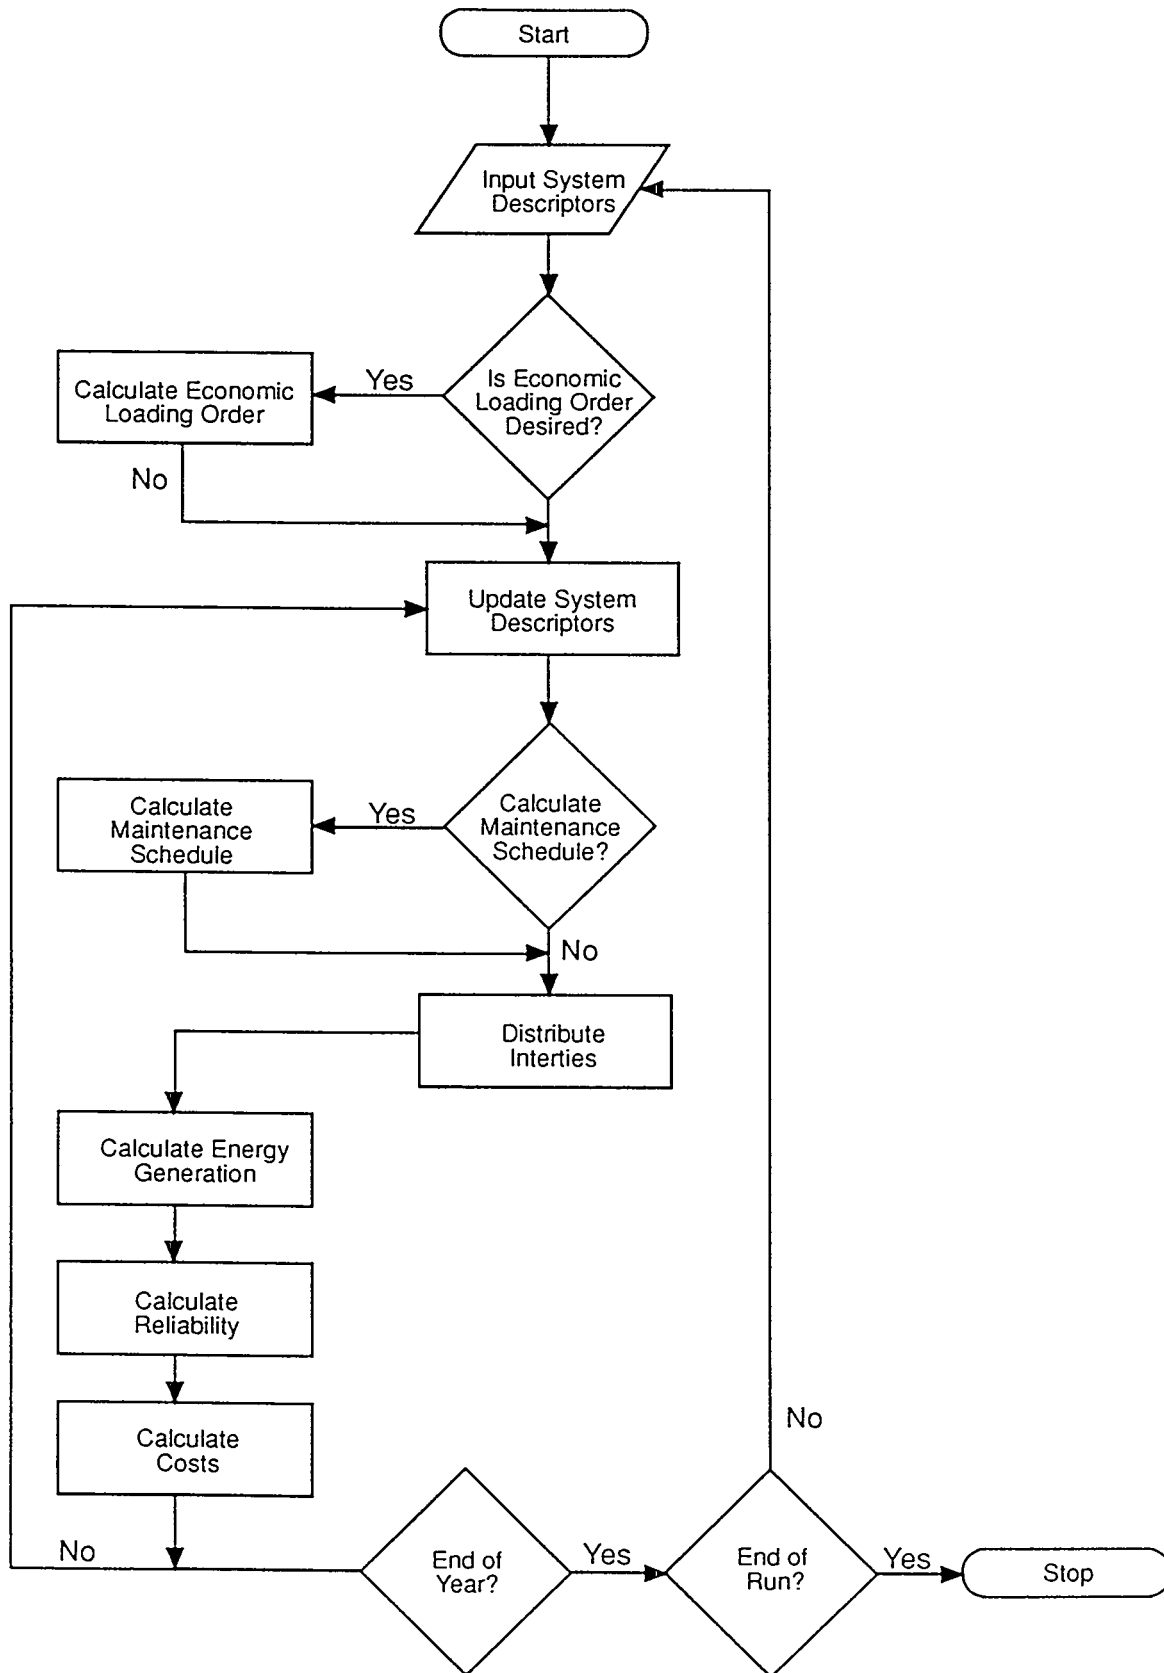 Start
Input System
Descriptors
Is Economic
Loading Order
Desired?
Yes
Calculate Economic
Loading Order
No
Update System
Descriptors
Calculate
Maintenance
Schedule?
Yes
Calculate
Maintenance
Schedule
No
Distribute
Interties
Calculate Energy
Generation
Calculate
Reliability
Calculate
Costs
No
End of
Year?
Yes
End of
Run?
No
Yes
Stop